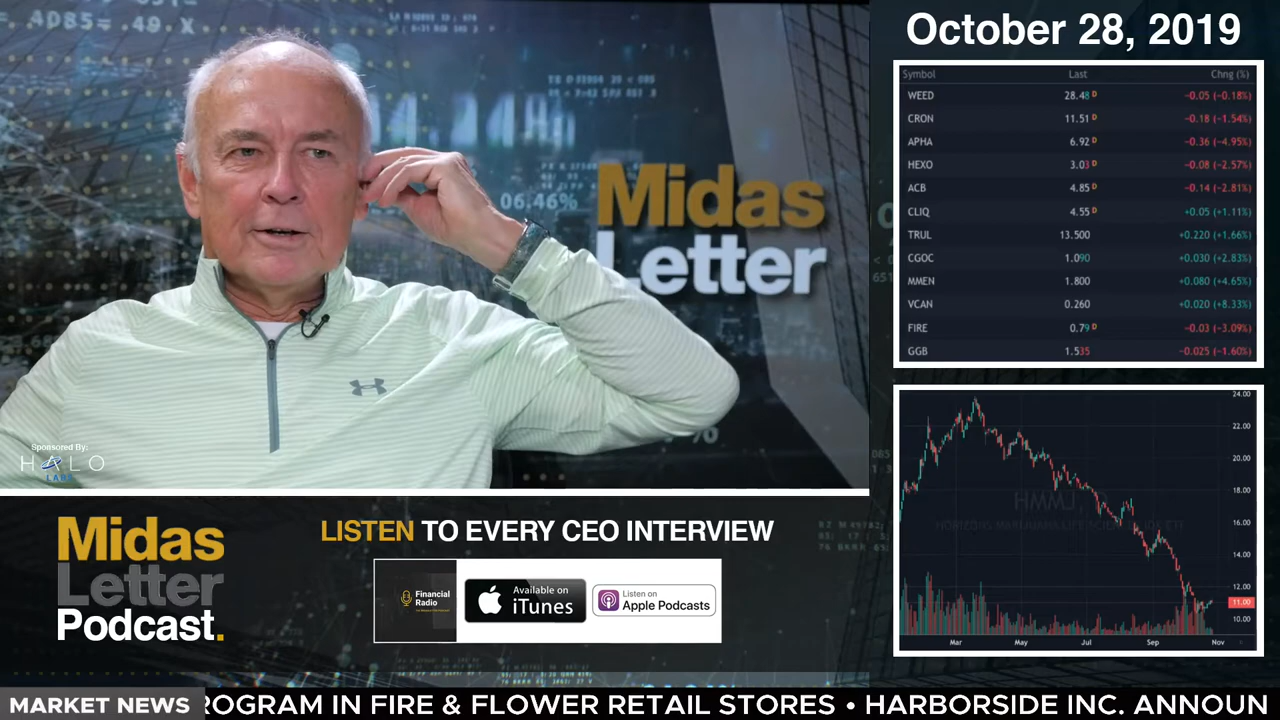 4085= .49 X
06.46%
Midas
Letter
%
Sponsored By:
HALO
LABS
October 28, 2019
Symbol Last Chng (%)
WEED 28.48 D −0.05 (−0.18%)
CRON 11.51 D −0.18 (−1.54%)
APHA 6.92 D −0.36 (−4.95%)
HEXO 3.03 D −0.08 (−2.57%)
ACB 4.85 D −0.14 (−2.81%)
CLIQ 4.55 D +0.05 (+1.11%)
TRUL 13.500 +0.220 (+1.66%)
CGOC 1.090 +0.030 (+2.83%)
MMEN 1.800 +0.080 (+4.65%)
VCAN 0.260 +0.020 (+8.33%)
FIRE 0.79 D −0.03 (−3.09%)
GGB 1.535 −0.025 (−1.60%)
24.00
22.00
20.00
18.00
16.00
14.00
12.00
11.00
10.00
HMMJ, D
Mar May Jul Sep Nov
Midas
Letter
Podcast.
LISTEN TO EVERY CEO INTERVIEW
Financial
Radio
Available on
iTunes
Listen on
Apple Podcasts
MARKET NEWS ROGRAM IN FIRE & FLOWER RETAIL STORES • HARBORSIDE INC. ANNOUN